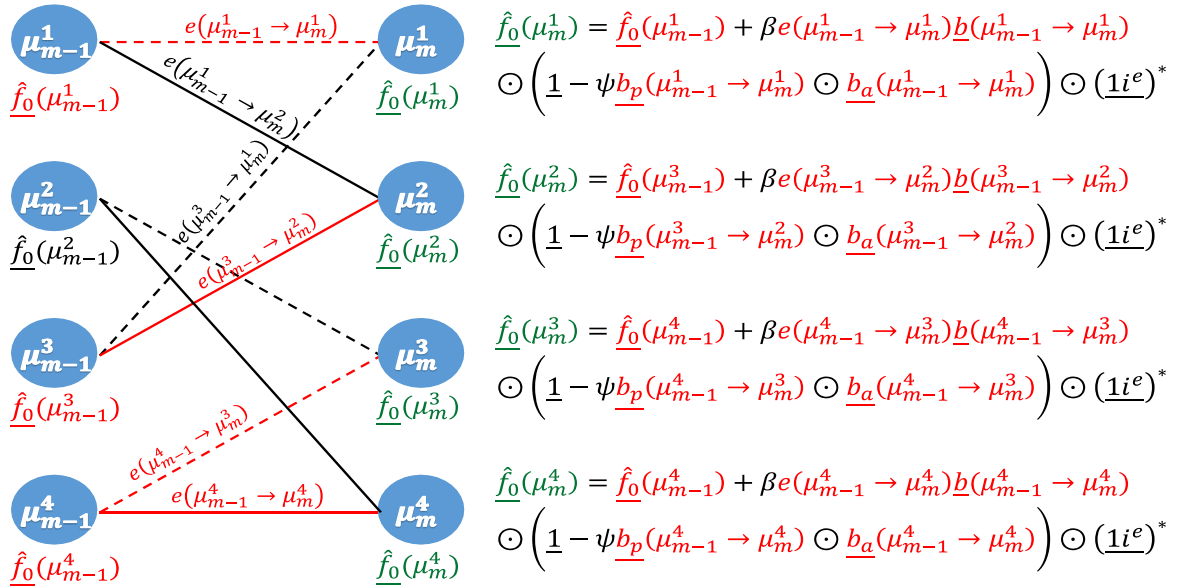 μ¹ₘ₋₁
e(μ¹ₘ₋₁ → μ¹ₘ)
μ¹ₘ
f̂₀(μ¹ₘ₋₁)
e(μ¹ₘ₋₁ → μ²ₘ)
f̂₀(μ¹ₘ)
μ²ₘ₋₁
e(μ³ₘ₋₁ → μ¹ₘ)
μ²ₘ
f̂₀(μ²ₘ₋₁)
e(μ³ₘ₋₁ → μ²ₘ)
f̂₀(μ²ₘ)
μ³ₘ₋₁
μ³ₘ
f̂₀(μ³ₘ₋₁)
e(μ⁴ₘ₋₁ → μ³ₘ)
f̂₀(μ³ₘ)
μ⁴ₘ₋₁
e(μ⁴ₘ₋₁ → μ⁴ₘ)
μ⁴ₘ
f̂₀(μ⁴ₘ₋₁)
f̂₀(μ⁴ₘ)
f̂₀(μ¹ₘ) = f̂₀(μ¹ₘ₋₁) + βe(μ¹ₘ₋₁ → μ¹ₘ)b(μ¹ₘ₋₁ → μ¹ₘ)
⊙ (1 − ψbₚ(μ¹ₘ₋₁ → μ¹ₘ) ⊙ bₐ(μ¹ₘ₋₁ → μ¹ₘ)) ⊙ (1iᵉ)*
f̂₀(μ²ₘ) = f̂₀(μ³ₘ₋₁) + βe(μ³ₘ₋₁ → μ²ₘ)b(μ³ₘ₋₁ → μ²ₘ)
⊙ (1 − ψbₚ(μ³ₘ₋₁ → μ²ₘ) ⊙ bₐ(μ³ₘ₋₁ → μ²ₘ)) ⊙ (1iᵉ)*
f̂₀(μ³ₘ) = f̂₀(μ⁴ₘ₋₁) + βe(μ⁴ₘ₋₁ → μ³ₘ)b(μ⁴ₘ₋₁ → μ³ₘ)
⊙ (1 − ψbₚ(μ⁴ₘ₋₁ → μ³ₘ) ⊙ bₐ(μ⁴ₘ₋₁ → μ³ₘ)) ⊙ (1iᵉ)*
f̂₀(μ⁴ₘ) = f̂₀(μ⁴ₘ₋₁) + βe(μ⁴ₘ₋₁ → μ⁴ₘ)b(μ⁴ₘ₋₁ → μ⁴ₘ)
⊙ (1 − ψbₚ(μ⁴ₘ₋₁ → μ⁴ₘ) ⊙ bₐ(μ⁴ₘ₋₁ → μ⁴ₘ)) ⊙ (1iᵉ)*